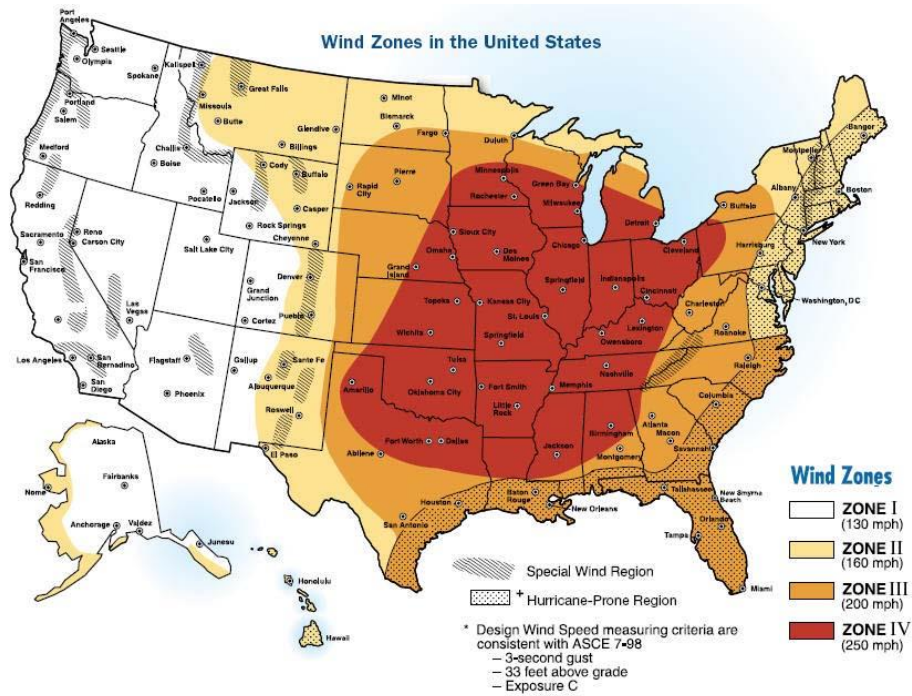 Wind Zones in the United States
Port
Angeles
Seattle
Olympia
Spokane
Kalispell
Great Falls
Missoula
Butte
Glendive
Billings
Minot
Bismarck
Fargo
Duluth
Portland
Salem
Medford
Challis
Boise
Pocatello
Cody
Buffalo
Jackson
Casper
Rock Springs
Cheyenne
Rapid
City
Pierre
Minneapolis
Rochester
Green Bay
Milwaukee
Detroit
Buffalo
Albany
Montpelier
Bangor
Boston
New York
Harrisburg
Washington, DC
Redding
Sacramento
San
Francisco
Reno
Carson City
Salt Lake City
Las
Vegas
Grand
Junction
Denver
Pueblo
Cortez
Grand
Island
Omaha
Sioux City
Des
Moines
Chicago
Cleveland
Springfield
Indianapolis
Cincinnati
Charleston
Roanoke
Raleigh
Topeka
Kansas City
St. Louis
Wichita
Springfield
Lexington
Owensboro
Nashville
Los Angeles
San
Bernadino
San
Diego
Flagstaff
Phoenix
Gallup
Sante Fe
Albuquerque
Roswell
El Paso
Amarillo
Tulsa
Oklahoma City
Fort Smith
Little
Rock
Memphis
Columbia
Atlanta
Macon
Savannah
Birmingham
Montgomery
Jackson
Fort Worth
Dallas
Abilene
San Antonio
Houston
Baton
Rouge
New Orleans
Tallahassee
New Smyrna
Beach
Orlando
Tampa
Miami
Alaska
Fairbanks
Nome
Anchorage
Valdez
Junesu
Honolulu
Hawaii
Special Wind Region
+ Hurricane-Prone Region
* Design Wind Speed measuring criteria are
consistent with ASCE 7-98
– 3-second gust
– 33 feet above grade
– Exposure C
Wind Zones
ZONE I
(130 mph)
ZONE II
(160 mph)
ZONE III
(200 mph)
ZONE IV
(250 mph)